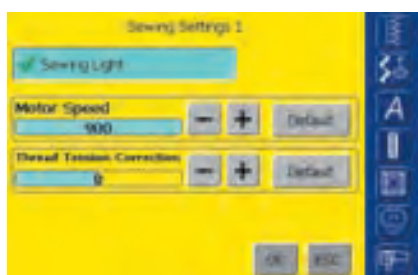 Sewing Settings 1
Sewing Light
Motor Speed
900
Default
Thread Tension Correction
0
Default
OK ESC
A